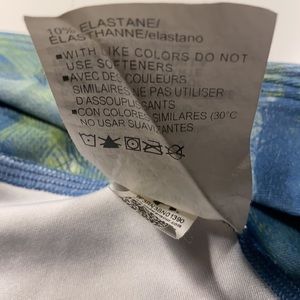 10% ELASTANE/
ELASTHANNE/elastano
•WITH LIKE COLORS DO NOT
USE SOFTENERS
•AVEC DES COULEURS
SIMILAIRES NE PAS UTILISER
D'ASSOUPLISSANTS
•CON COLORES SIMILARES (30°C
NO USAR SUAVIZANTES